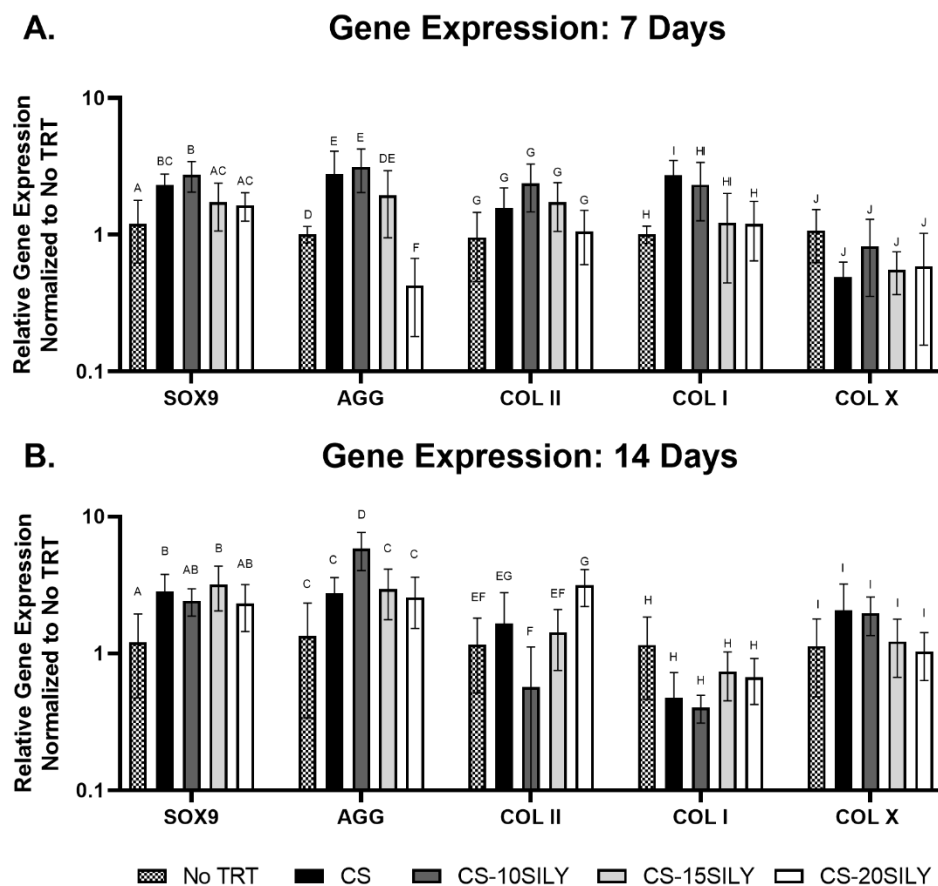 A. Gene Expression: 7 Days
Relative Gene Expression
Normalized to No TRT
10
1
0.1
A BC B AC AC D E E DE F G G G G G H I HI HI H J J J J J
SOX9 AGG COL II COL I COL X
B. Gene Expression: 14 Days
Relative Gene Expression
Normalized to No TRT
10
1
0.1
A B AB B AB C C D C C EF EG F EF G H H H H H I I I I I
SOX9 AGG COL II COL I COL X
No TRT CS CS-10SILY CS-15SILY CS-20SILY